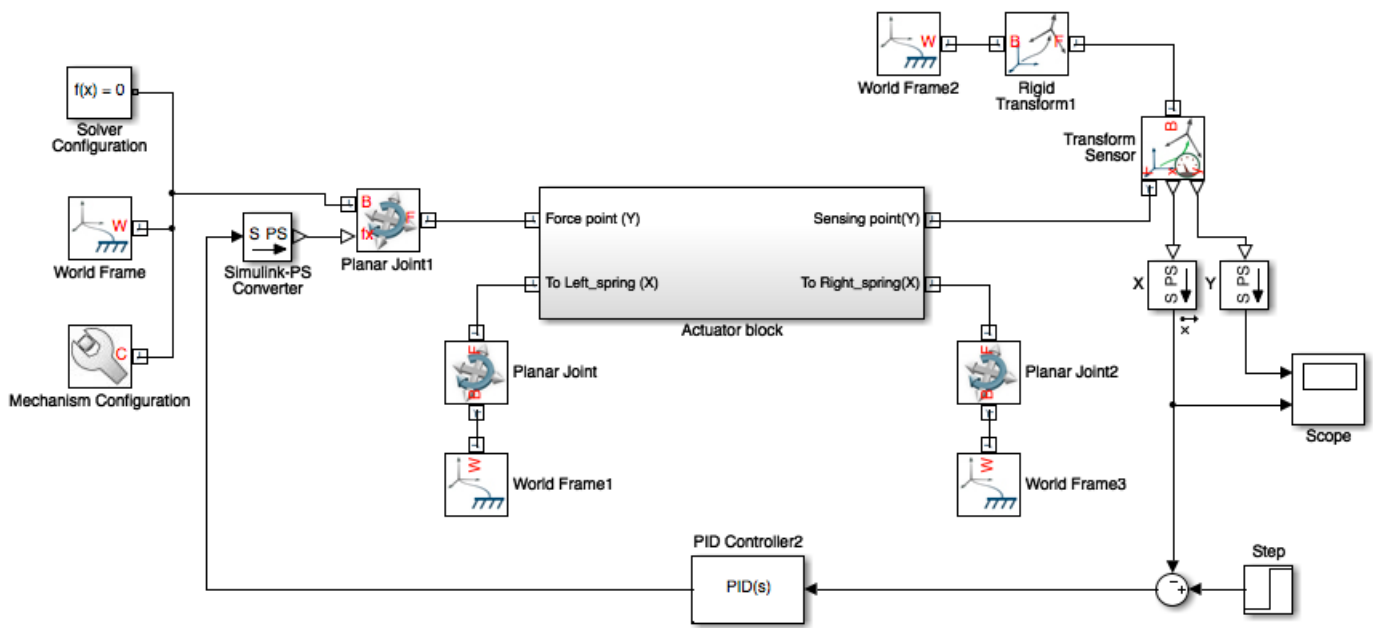 W
B
F
World Frame2
Rigid
Transform1
f(x) = 0
Solver
Configuration
B
Transform
Sensor
x
y
W
World Frame
S PS
Simulink-PS
Converter
B
F
fx
Planar Joint1
Force point (Y)
Sensing point(Y)
To Left_spring (X)
To Right_spring(X)
Actuator block
X
S PS
Y
S PS
x
C
Mechanism Configuration
F
B
Planar Joint
F
B
Planar Joint2
Scope
W
World Frame1
W
World Frame3
PID Controller2
PID(s)
Step